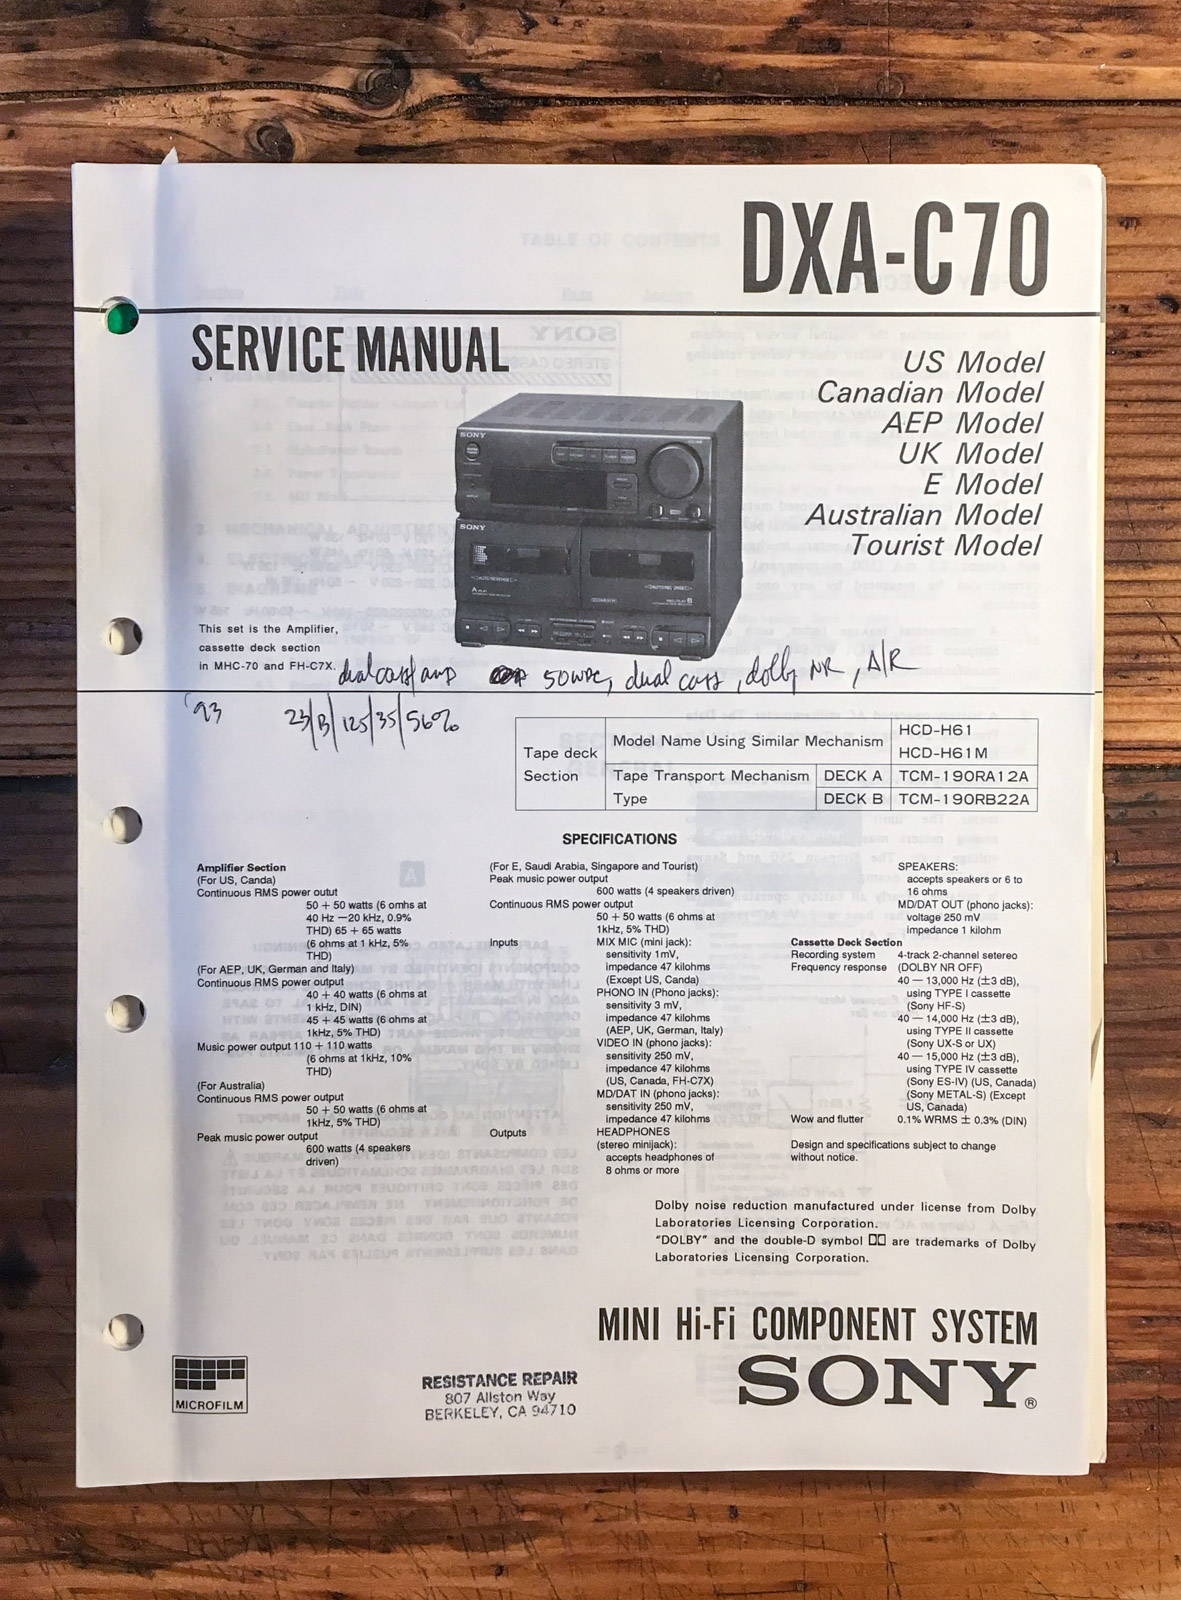 DXA-C70
SERVICE MANUAL
US Model
Canadian Model
AEP Model
UK Model
E Model
Australian Model
Tourist Model
SONY
SONY
This set is the Amplifier,
cassette deck section
in MHC-70 and FH-C7X.
dual cass/amp 50WPC, dual cass, dolby NR, A/R
'93 23/B/125/35/56%
Tape deck Section
Model Name Using Similar Mechanism
HCD-H61
HCD-H61M
Tape Transport Mechanism Type
DECK A TCM-190RA12A
DECK B TCM-190RB22A
SPECIFICATIONS
Amplifier Section
(For US, Canda)
Continuous RMS power outut
50 + 50 watts (6 omhs at
40 Hz —20 kHz, 0.9%
THD) 65 + 65 watts
(6 ohms at 1 kHz, 5%
THD)
(For AEP, UK, German and Italy)
Continuous RMS power output
40 + 40 watts (6 ohms at
1 kHz, DIN)
45 + 45 watts (6 ohms at
1kHz, 5% THD)
Music power output 110 + 110 watts
(6 ohms at 1kHz, 10%
THD)
(For Australia)
Continuous RMS power output
50 + 50 watts (6 ohms at
1kHz, 5% THD)
Peak music power output
600 watts (4 speakers
driven)
(For E, Saudi Arabia, Singapore and Tourist)
Peak music power output
600 watts (4 speakers driven)
Continuous RMS power output
50 + 50 watts (6 ohms at
1kHz, 5% THD)
Inputs MIX MIC (mini jack):
sensitivity 1mV,
impedance 47 kilohms
(Except US, Canda)
PHONO IN (Phono jacks):
sensitivity 3 mV,
impedance 47 kilohms
(AEP, UK, German, Italy)
VIDEO IN (phono jacks):
sensitivity 250 mV,
impedance 47 kilohms
(US, Canada, FH-C7X)
MD/DAT IN (phono jacks):
sensitivity 250 mV,
impedance 47 kilohms
Outputs HEADPHONES
(stereo minijack):
accepts headphones of
8 ohms or more
SPEAKERS:
accepts speakers or 6 to
16 ohms
MD/DAT OUT (phono jacks):
voltage 250 mV
impedance 1 kilohm
Cassette Deck Section
Recording system 4-track 2-channel setereo
Frequency response (DOLBY NR OFF)
40 — 13,000 Hz (±3 dB),
using TYPE I cassette
(Sony HF-S)
40 — 14,000 Hz (±3 dB),
using TYPE II cassette
(Sony UX-S or UX)
40 — 15,000 Hz (±3 dB),
using TYPE IV cassette
(Sony ES-IV) (US, Canada)
(Sony METAL-S) (Except
US, Canada)
Wow and flutter 0.1% WRMS ± 0.3% (DIN)
Design and specifications subject to change
without notice.
Dolby noise reduction manufactured under license from Dolby
Laboratories Licensing Corporation.
"DOLBY" and the double-D symbol are trademarks of Dolby
Laboratories Licensing Corporation.
MINI Hi-Fi COMPONENT SYSTEM
SONY®
MICROFILM
RESISTANCE REPAIR
807 Allston Way
BERKELEY, CA 94710